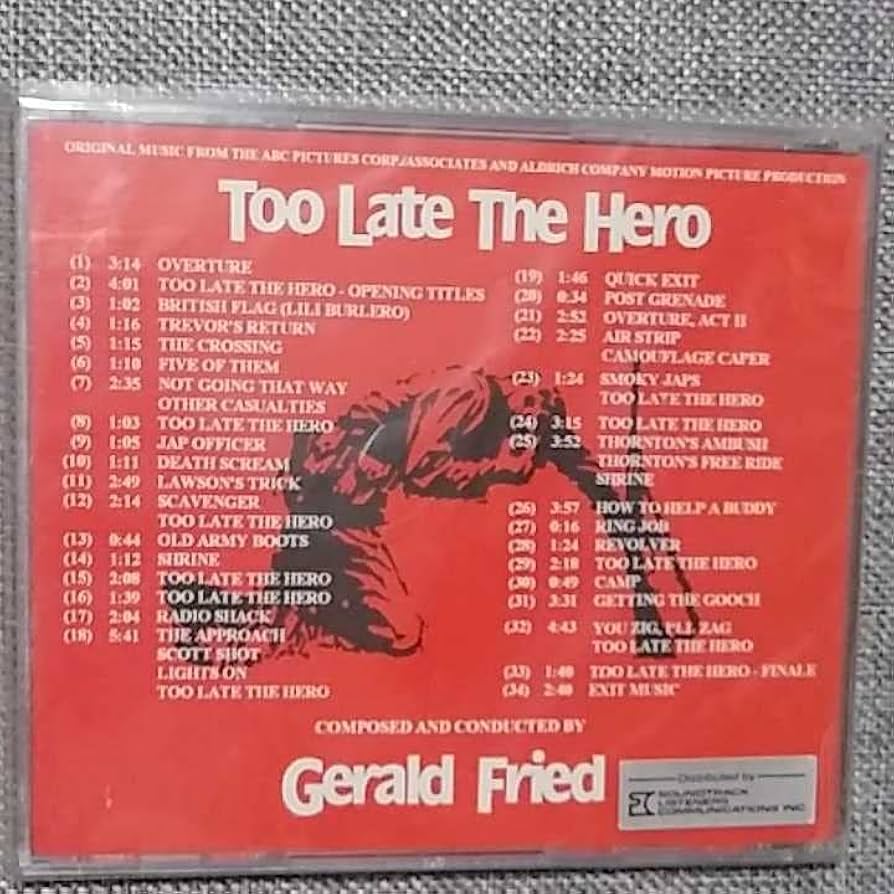 ORIGINAL MUSIC FROM THE ABC PICTURES CORP./ASSOCIATES AND ALDRICH COMPANY MOTION PICTURE PRODUCTION
Too Late The Hero
(1) 3:14 OVERTURE
(2) 4:01 TOO LATE THE HERO - OPENING TITLES
(3) 1:02 BRITISH FLAG (LILI BURLERO)
(4) 1:16 TREVOR'S RETURN
(5) 1:15 THE CROSSING
(6) 1:10 FIVE OF THEM
(7) 2:35 NOT GOING THAT WAY
OTHER CASUALTIES
(8) 1:03 TOO LATE THE HERO
(9) 1:05 JAP OFFICER
(10) 1:11 DEATH SCREAM
(11) 2:49 LAWSON'S TRICK
(12) 2:14 SCAVENGER
TOO LATE THE HERO
(13) 0:44 OLD ARMY BOOTS
(14) 1:12 SHRINE
(15) 2:08 TOO LATE THE HERO
(16) 1:39 TOO LATE THE HERO
(17) 2:04 RADIO SHACK
(18) 5:41 THE APPROACH
SCOTT SHOT
LIGHTS ON
TOO LATE THE HERO
(19) 1:46 QUICK EXIT
(20) 0:34 POST GRENADE
(21) 2:52 OVERTURE, ACT II
(22) 2:25 AIR STRIP
CAMOUFLAGE CAPER
(23) 1:24 SMOKY JAPS
TOO LATE THE HERO
(24) 3:15 TOO LATE THE HERO
(25) 3:52 THORNTON'S AMBUSH
THORNTON'S FREE RIDE
SHRINE
(26) 3:57 HOW TO HELP A BUDDY
(27) 0:16 RING JOB
(28) 1:24 REVOLVER
(29) 2:10 TOO LATE THE HERO
(30) 0:49 CAMP
(31) 3:31 GETTING THE GOOCH
(32) 4:43 YOU ZIG, I'LL ZAG
TOO LATE THE HERO
(33) 1:40 TOO LATE THE HERO - FINALE
(34) 2:40 EXIT MUSIC
COMPOSED AND CONDUCTED BY
Gerald Fried
Distributed by
SOUNDTRACK
LISTENERS
COMMUNICATIONS INC